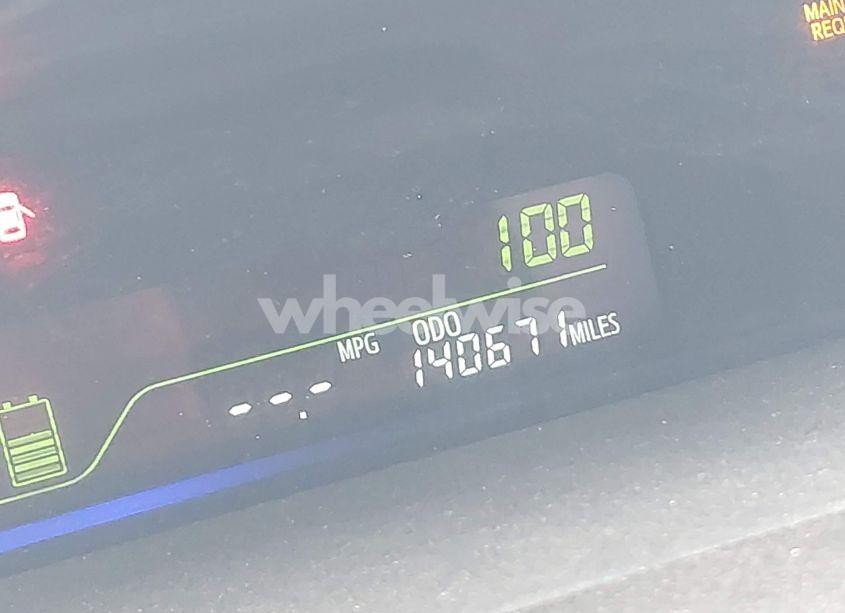 MAIN
REQ
100
wheelwise
MPG
ODO
140671 MILES
--.-